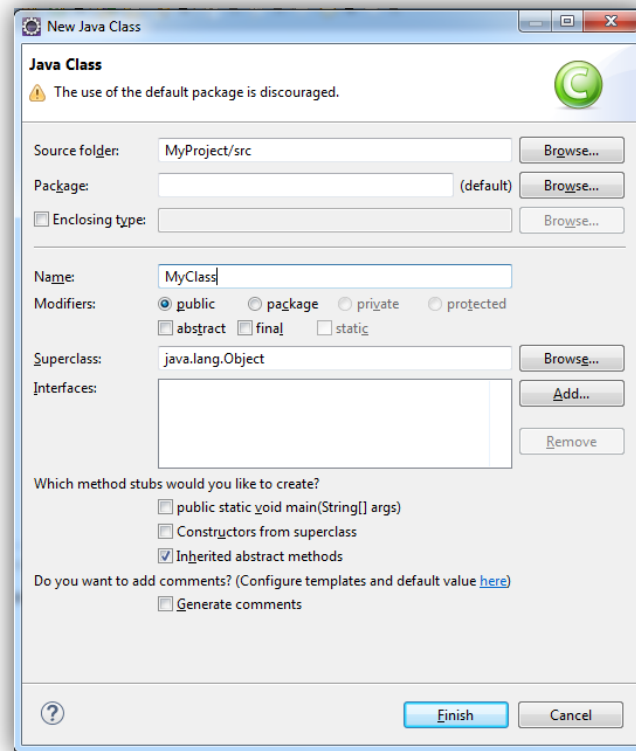 New Java Class
Java Class
The use of the default package is discouraged.
Source folder: MyProject/src Browse...
Package: (default) Browse...
Enclosing type: Browse...
Name: MyClass
Modifiers: public package private protected
abstract final static
Superclass: java.lang.Object Browse...
Interfaces: Add...
Remove
Which method stubs would you like to create?
public static void main(String[] args)
Constructors from superclass
Inherited abstract methods
Do you want to add comments? (Configure templates and default value here)
Generate comments
? Finish Cancel